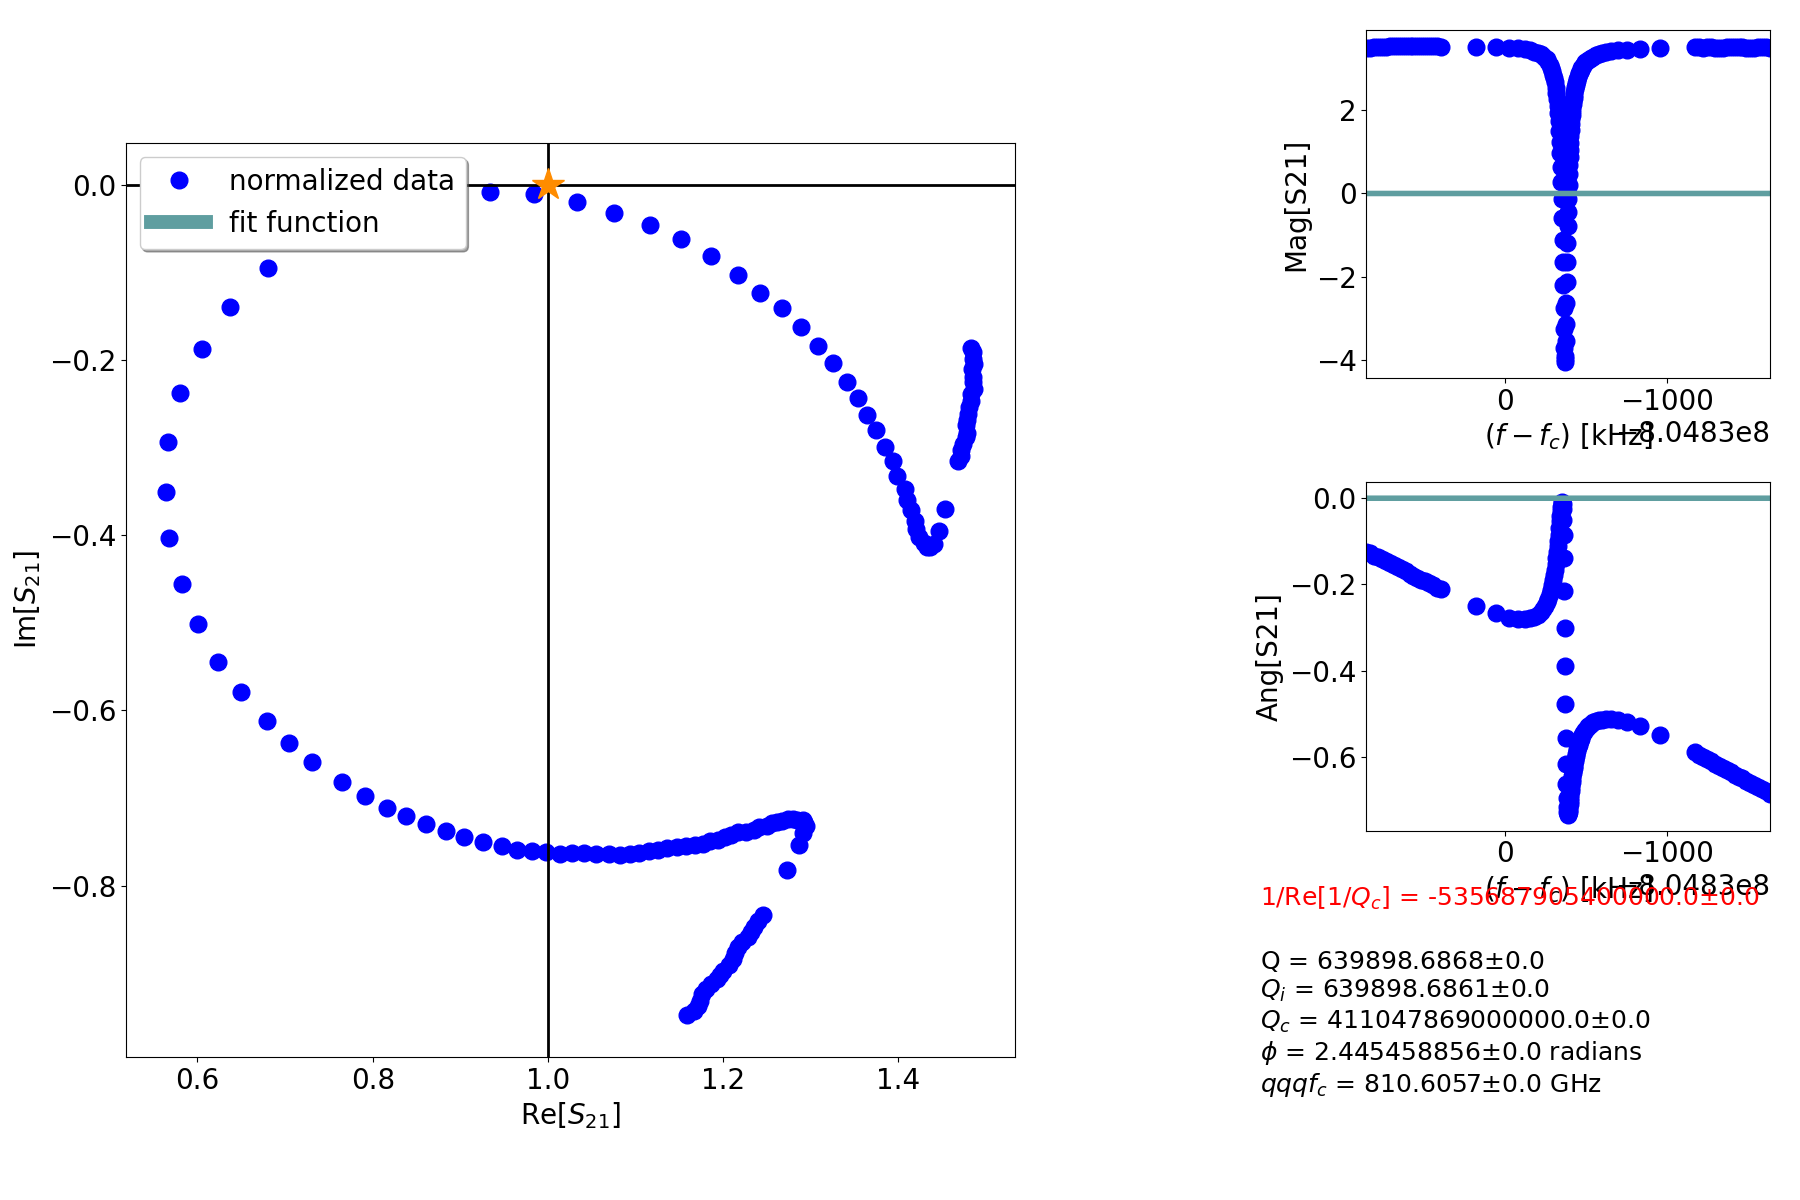 normalized data
fit function
0.0
−0.2
−0.4
−0.6
−0.8
Im[S21]
0.6 0.8 1.0 1.2 1.4
Re[S21]
2
0
−2
−4
Mag[S21]
0 −1000
−8.0483e8
(f − fc) [kHz]
0.0
−0.2
−0.4
−0.6
Ang[S21]
0 −1000
−8.0483e8
(f − fc) [kHz]
1/Re[1/Qc] = -535687905400000.0±0.0
Q = 639898.6868±0.0
Qi = 639898.6861±0.0
Qc = 411047869000000.0±0.0
ϕ = 2.445458856±0.0 radians
qqqfc = 810.6057±0.0 GHz